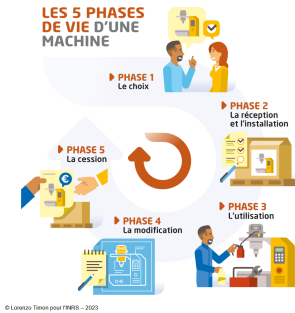 LES 5 PHASES
DE VIE D'UNE
MACHINE
PHASE 1
Le choix
PHASE 2
La réception
et l'installation
PHASE 3
L'utilisation
PHASE 4
La modification
PHASE 5
La cession
€
© Lorenzo Timon pour l'INRS – 2023